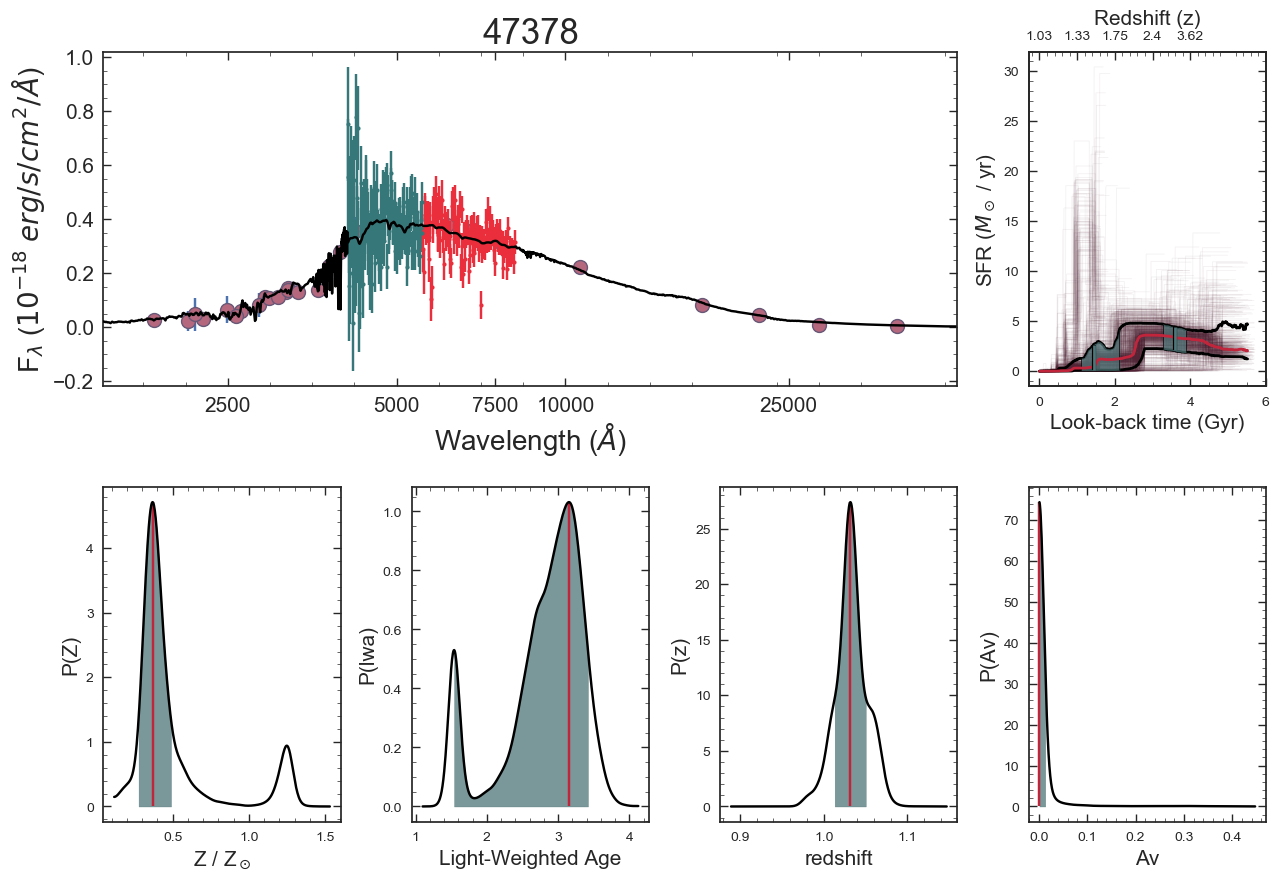 47378
F_λ (10^−18 erg/s/cm^2/Å)
1.0
0.8
0.6
0.4
0.2
0.0
−0.2
2500 5000 7500 10000 25000
Wavelength (Å)
Redshift (z)
1.03 1.33 1.75 2.4 3.62
SFR (M_⊙ / yr)
30
25
20
15
10
5
0
0 2 4 6
Look-back time (Gyr)
P(Z)
4
3
2
1
0
0.5 1.0 1.5
Z / Z_⊙
P(lwa)
1.0
0.8
0.6
0.4
0.2
0.0
1 2 3 4
Light-Weighted Age
P(z)
25
20
15
10
5
0
0.9 1.0 1.1
redshift
P(Av)
70
60
50
40
30
20
10
0
0.0 0.1 0.2 0.3 0.4
Av